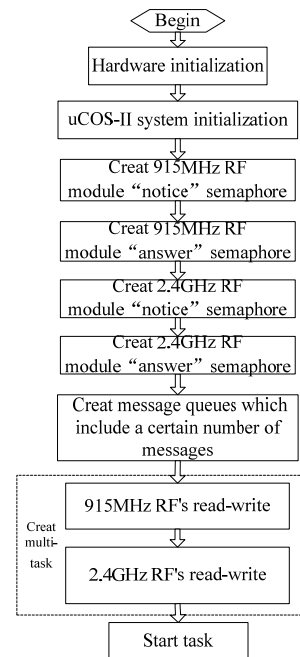 Begin
Hardware initialization
uCOS-II system initialization
Creat 915MHz RF
module “notice” semaphore
Creat 915MHz RF
module “answer” semaphore
Creat 2.4GHz RF
module “notice” semaphore
Creat 2.4GHz RF
module “answer” semaphore
Creat message queues which
include a certain number of
messages
Creat
multi-
task
915MHz RF's read-write
2.4GHz RF's read-write
Start task